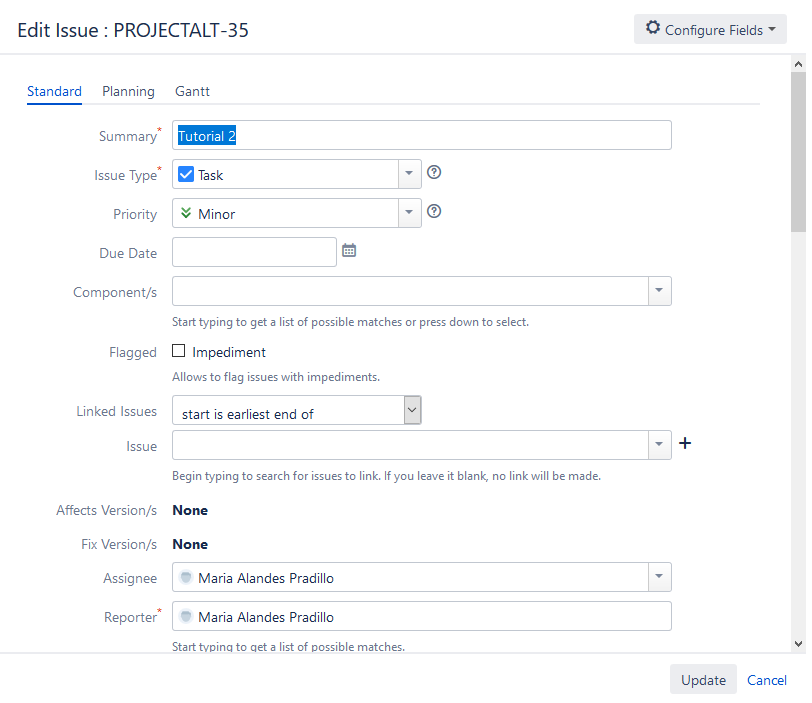 Edit Issue : PROJECTALT-35
Configure Fields
Standard Planning Gantt
Summary* Tutorial 2
Issue Type* Task
Priority Minor
Due Date
Component/s
Start typing to get a list of possible matches or press down to select.
Flagged Impediment
Allows to flag issues with impediments.
Linked Issues start is earliest end of
Issue
Begin typing to search for issues to link. If you leave it blank, no link will be made.
Affects Version/s None
Fix Version/s None
Assignee Maria Alandes Pradillo
Reporter* Maria Alandes Pradillo
Start typing to get a list of possible matches.
Update Cancel